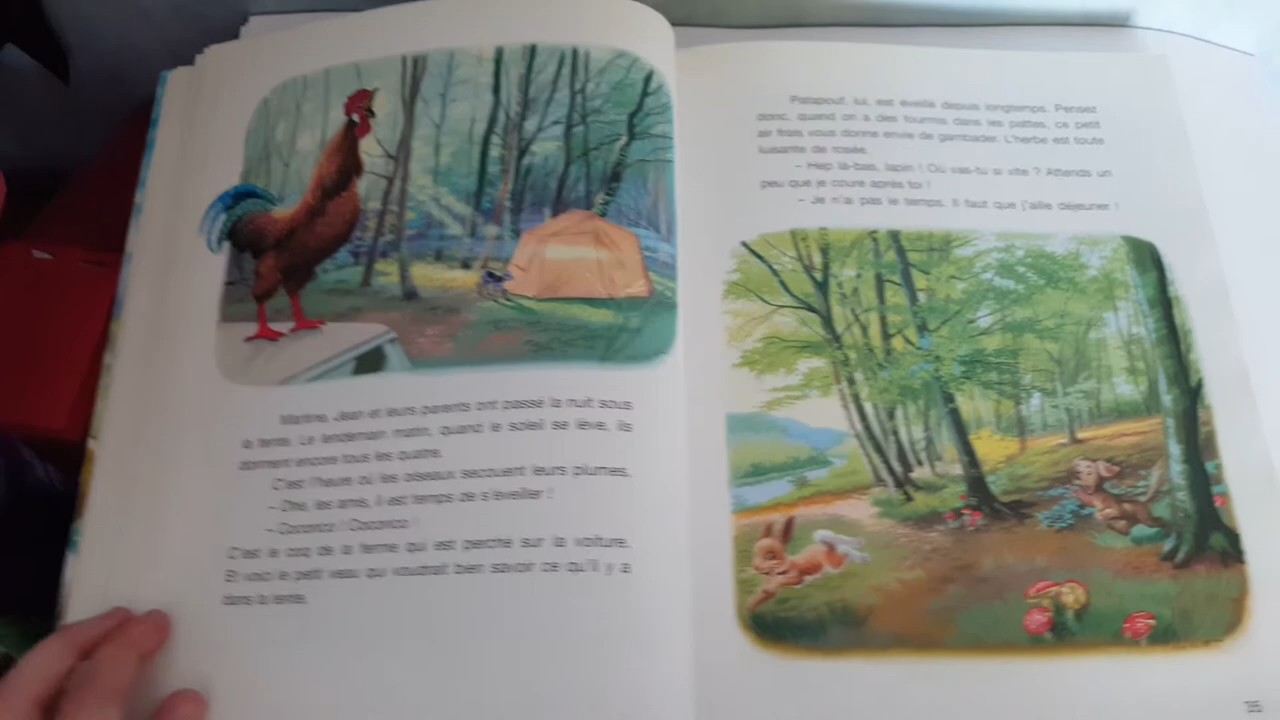 Martine, Jean et leurs parents ont passé la nuit sous
la tente. Le lendemain matin, quand le soleil se lève, ils
dorment encore tous les quatre.
C'est l'heure où les oiseaux secouent leurs plumes.
– Ohé, les amis, il est temps de s'éveiller !
– Cocorico ! Cocorico !
C'est le coq de la ferme qui est perché sur la voiture.
Et voici le petit veau qui voudrait bien savoir ce qu'il y a
dans la tente.
Patapouf, lui, est éveillé depuis longtemps. Pensez
donc, quand on a des fourmis dans les pattes, ce petit
air frais vous donne envie de gambader. L'herbe est toute
luisante de rosée.
– Hep là-bas, lapin ! Où vas-tu si vite ? Attends un
peu que je coure après toi !
– Je n'ai pas le temps. Il faut que j'aille déjeuner !